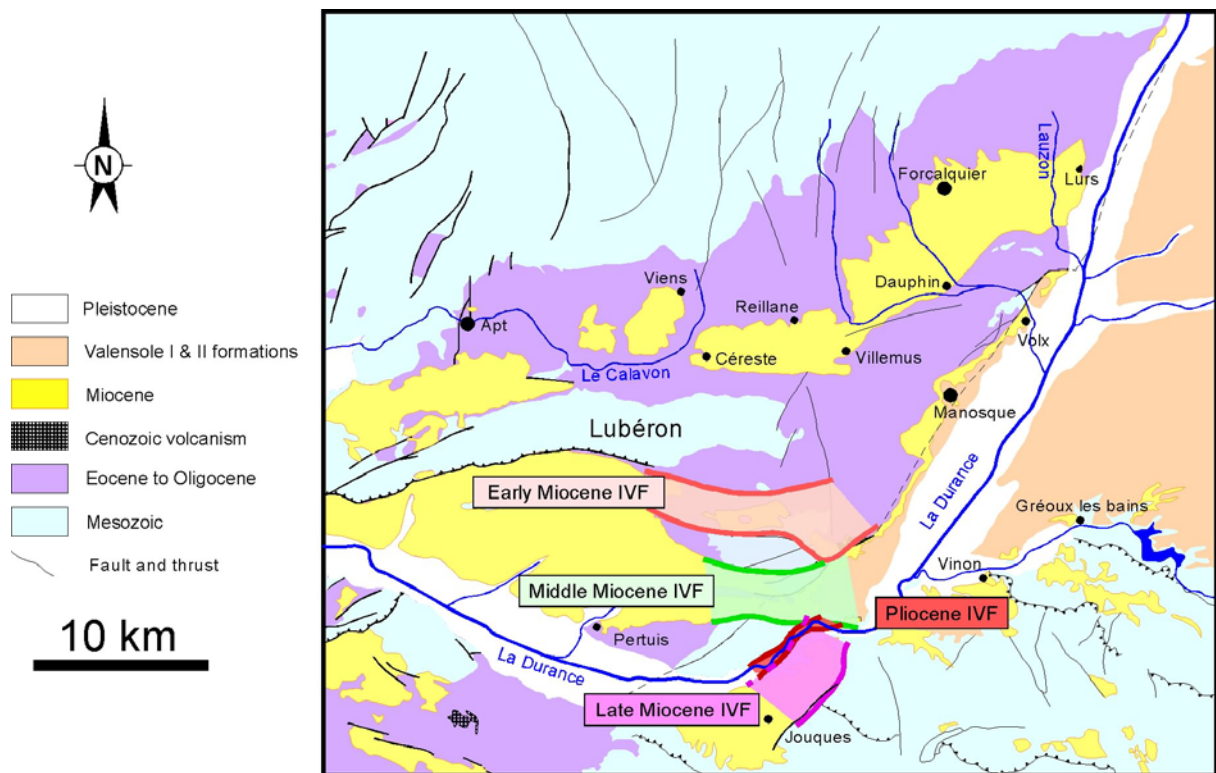 N
Pleistocene
Valensole I & II formations
Miocene
Cenozoic volcanism
Eocene to Oligocene
Mesozoic
Fault and thrust
10 km
Lauzon
Forcalquier
Lurs
Viens
Dauphin
Reillane
Apt
Volx
Céreste
Villemus
Le Calavon
Manosque
Lubéron
Early Miocene IVF
La Durance
Gréoux les bains
Vinon
Middle Miocene IVF
Pliocene IVF
Pertuis
La Durance
Late Miocene IVF
Jouques